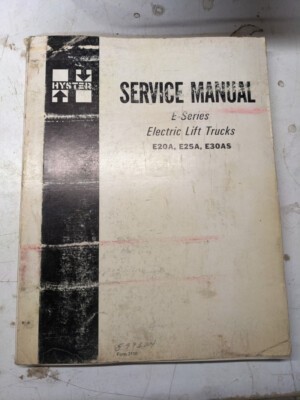 HYSTER
SERVICE MANUAL
E-Series
Electric Lift Trucks
E20A, E25A, E30AS